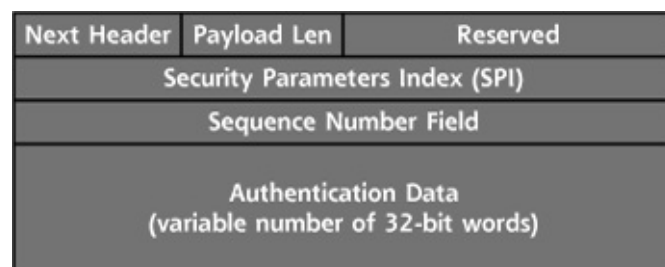 Next Header Payload Len Reserved
Security Parameters Index (SPI)
Sequence Number Field
Authentication Data
(variable number of 32-bit words)